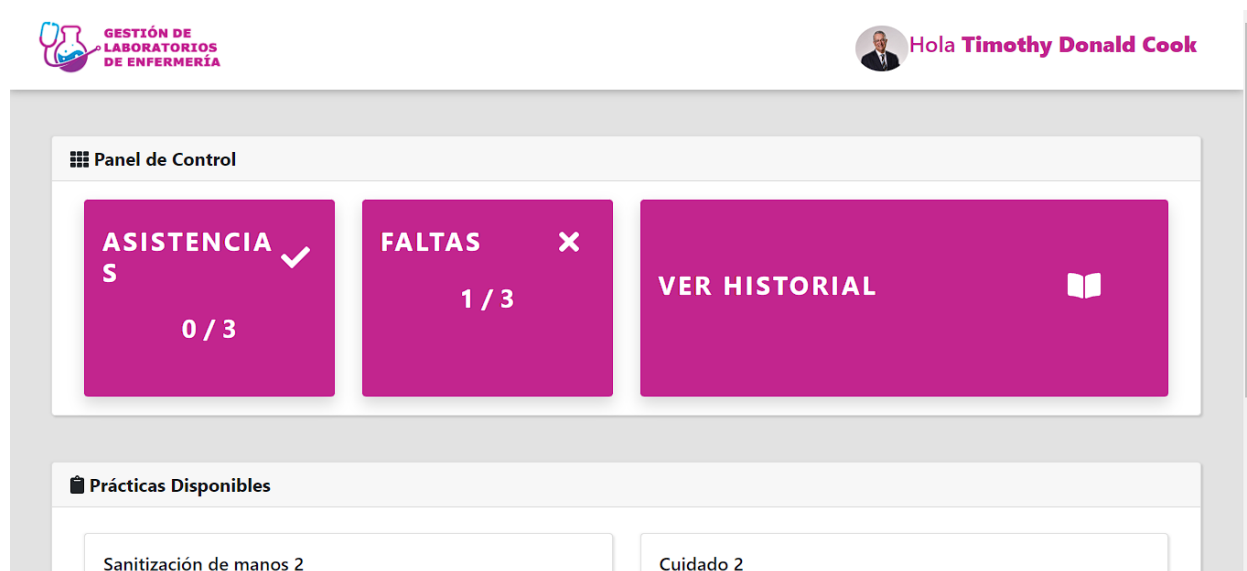 GESTIÓN DE
LABORATORIOS
DE ENFERMERÍA
Hola Timothy Donald Cook
Panel de Control
ASISTENCIA
S
0 / 3
FALTAS
1 / 3
VER HISTORIAL
Prácticas Disponibles
Sanitización de manos 2
Cuidado 2